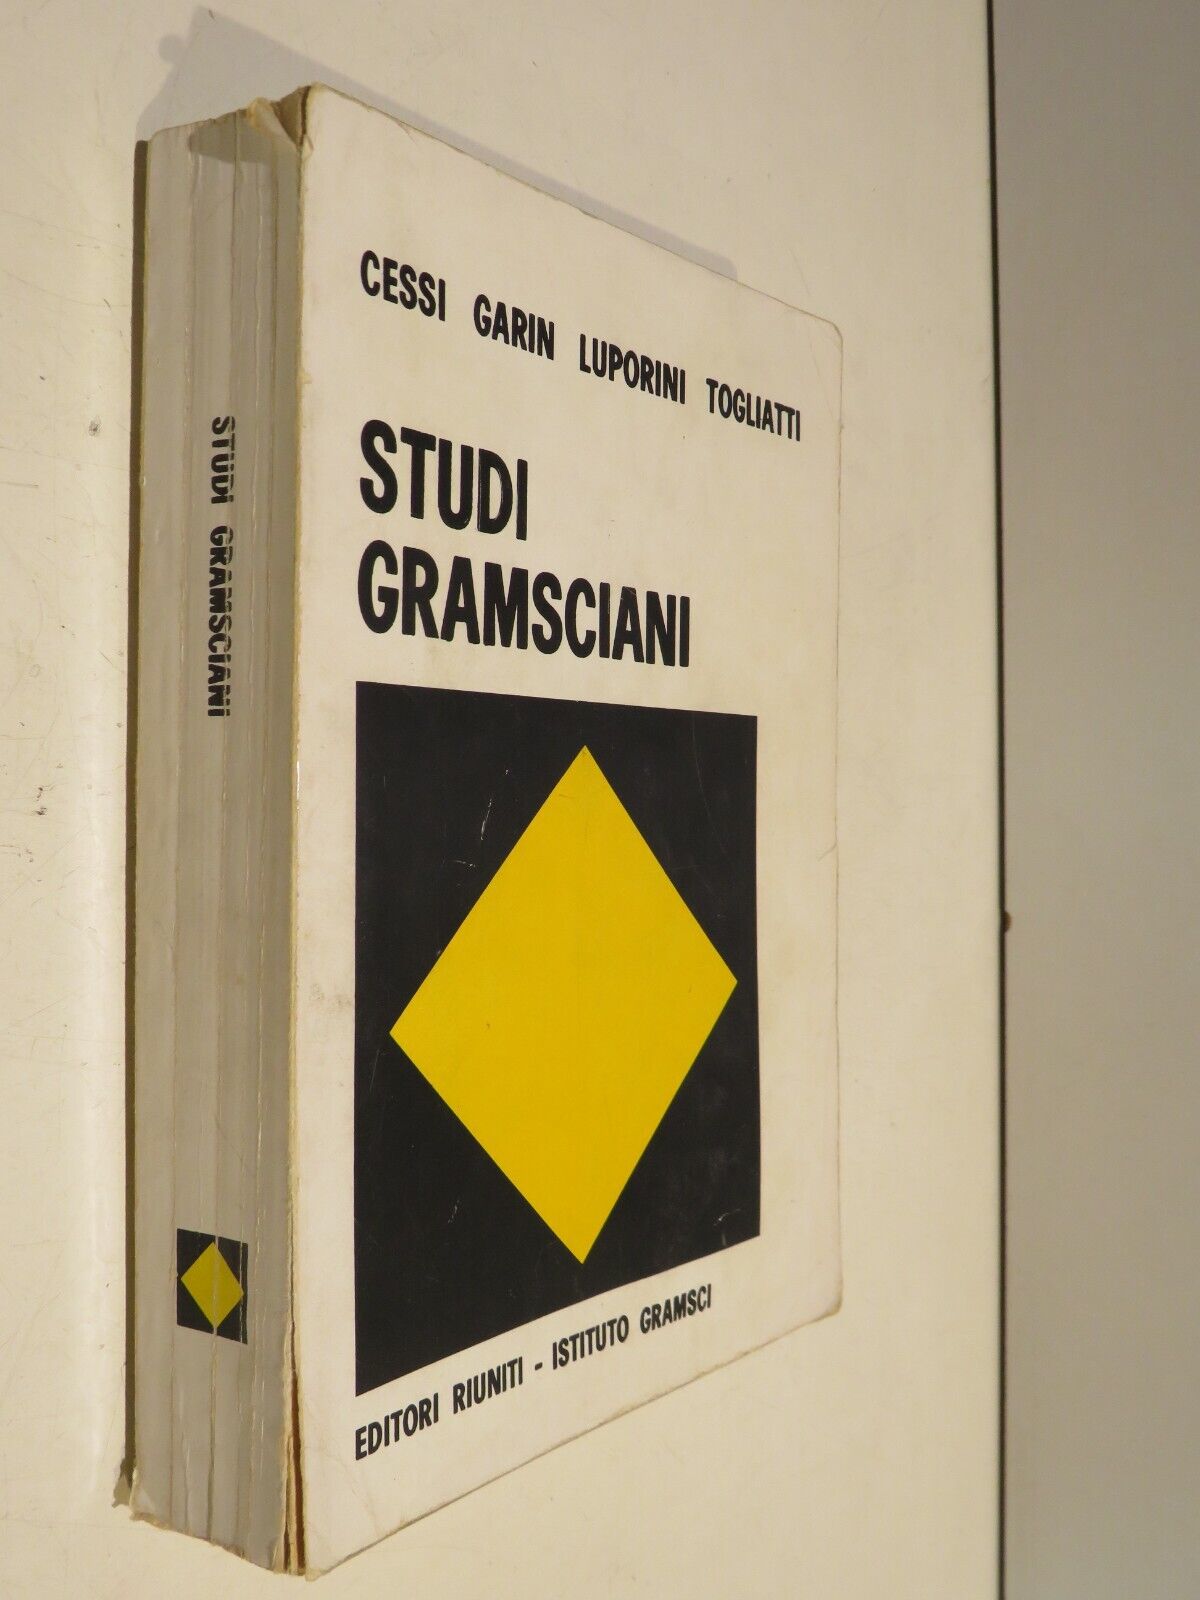 CESSI GARIN LUPORINI TOGLIATTI
STUDI
GRAMSCIANI
EDITORI RIUNITI - ISTITUTO GRAMSCI
STUDI GRAMSCIANI